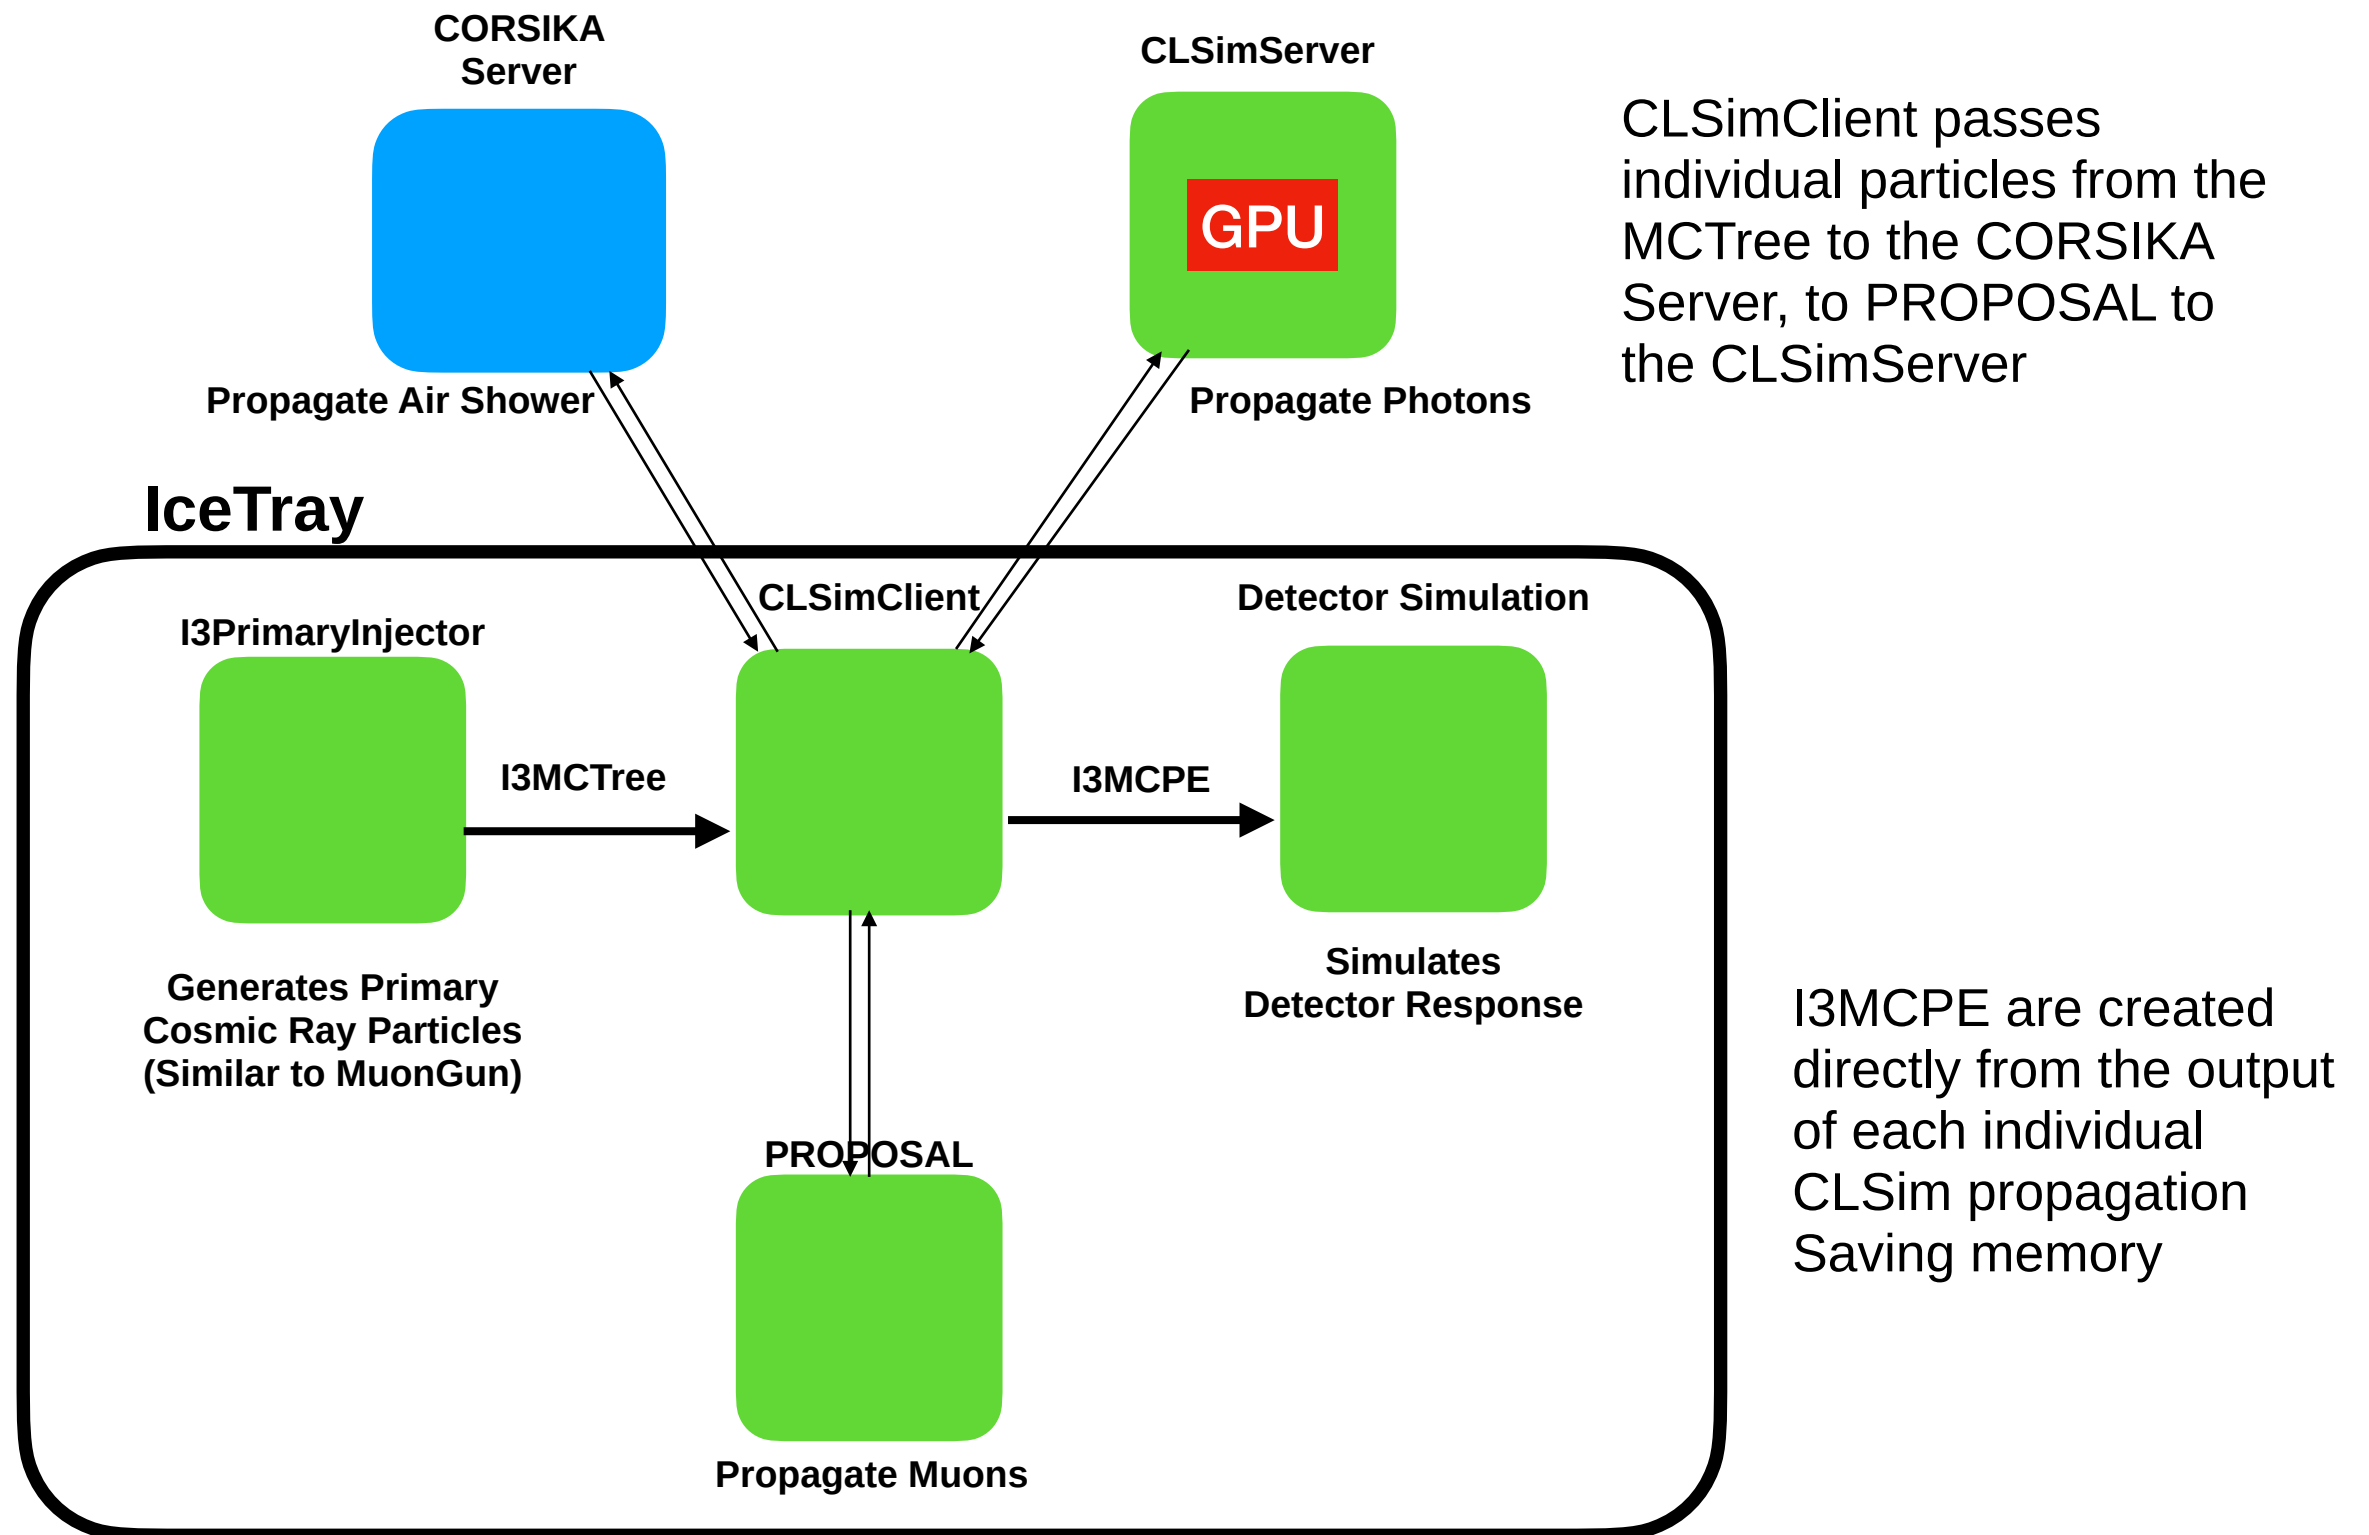 CORSIKA
Server
CLSimServer
GPU
CLSimClient passes
individual particles from the
MCTree to the CORSIKA
Server, to PROPOSAL to
the CLSimServer
Propagate Air Shower
Propagate Photons
IceTray
I3PrimaryInjector
CLSimClient
Detector Simulation
I3MCTree
I3MCPE
Generates Primary
Cosmic Ray Particles
(Similar to MuonGun)
Simulates
Detector Response
PROPOSAL
Propagate Muons
I3MCPE are created
directly from the output
of each individual
CLSim propagation
Saving memory